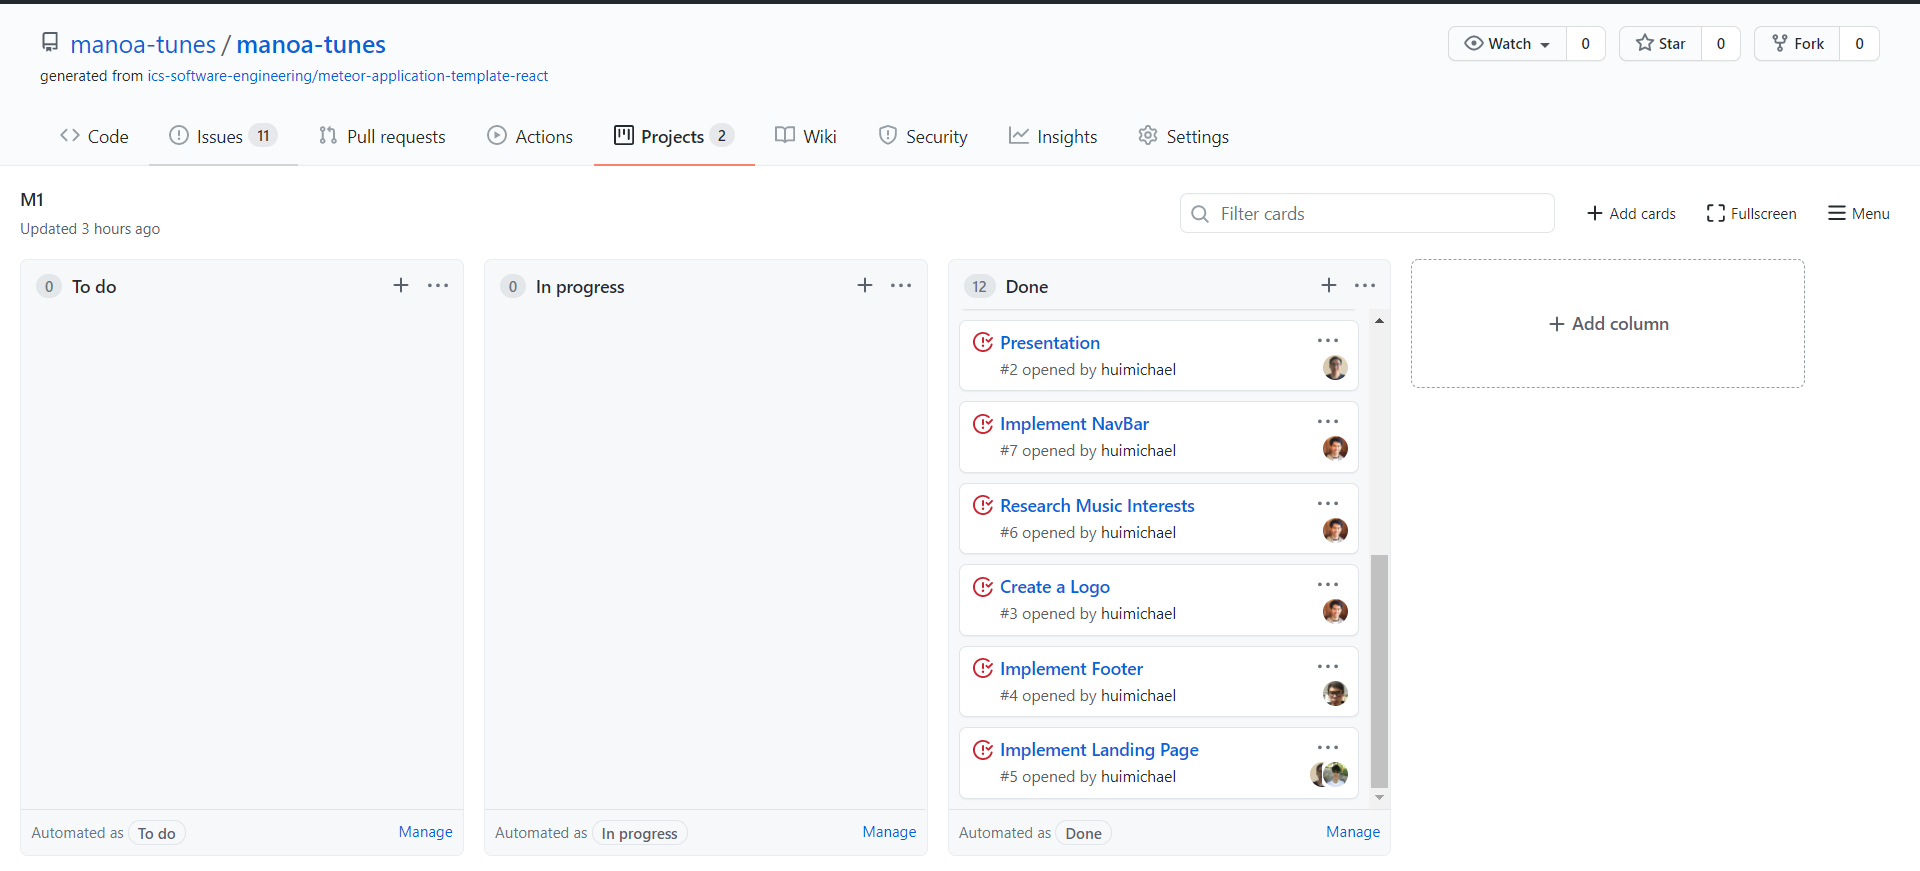 manoa-tunes / manoa-tunes
Watch 0
Star 0
Fork 0
generated from ics-software-engineering/meteor-application-template-react
Code
Issues 11
Pull requests
Actions
Projects 2
Wiki
Security
Insights
Settings
M1
Updated 3 hours ago
Filter cards
Add cards
Fullscreen
Menu
0 To do
0 In progress
12 Done
Presentation
#2 opened by huimichael
Implement NavBar
#7 opened by huimichael
Research Music Interests
#6 opened by huimichael
Create a Logo
#3 opened by huimichael
Implement Footer
#4 opened by huimichael
Implement Landing Page
#5 opened by huimichael
Add column
Automated as To do Manage
Automated as In progress Manage
Automated as Done Manage